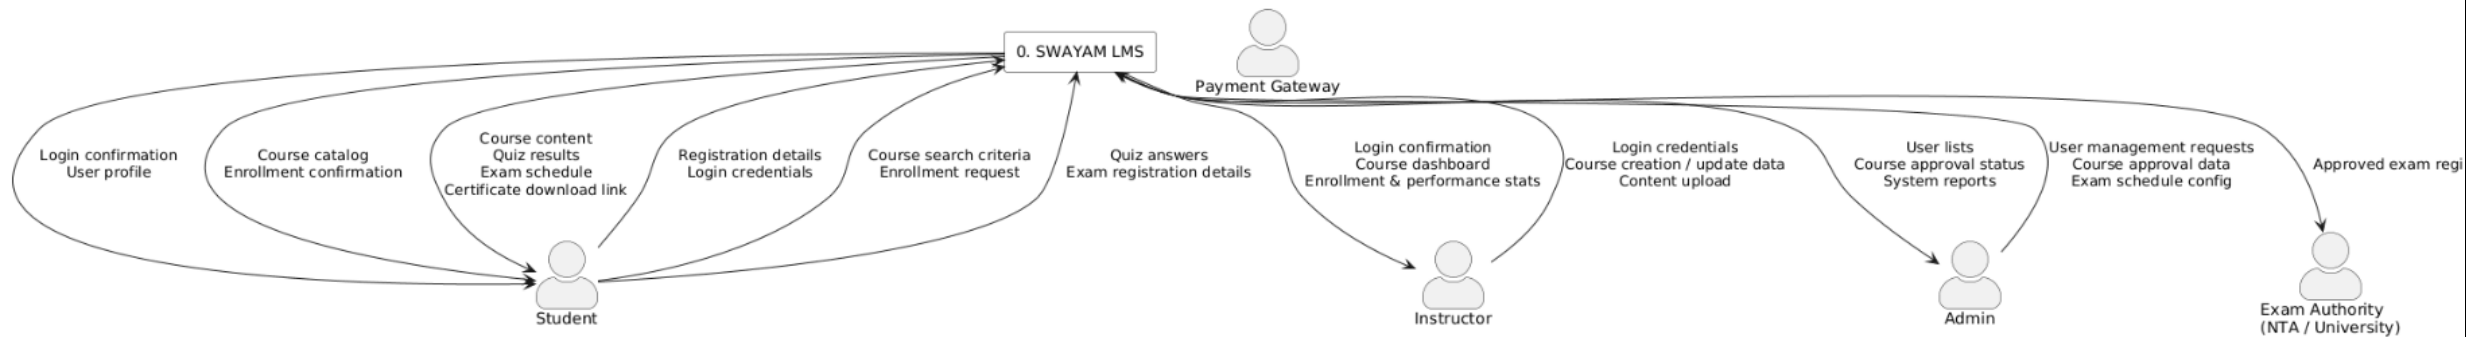 0. SWAYAM LMS
Payment Gateway
Login confirmation
User profile
Course catalog
Enrollment confirmation
Course content
Quiz results
Exam schedule
Certificate download link
Registration details
Login credentials
Course search criteria
Enrollment request
Quiz answers
Exam registration details
Login confirmation
Course dashboard
Enrollment & performance stats
Login credentials
Course creation / update data
Content upload
User lists
Course approval status
System reports
User management requests
Course approval data
Exam schedule config
Approved exam regi
Student
Instructor
Admin
Exam Authority
(NTA / University)